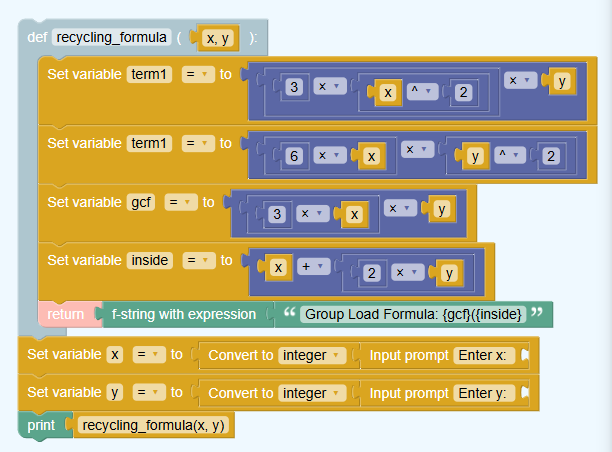 def recycling_formula ( x, y ):
Set variable term1 = to 3 x x ^ 2 x y
Set variable term1 = to 6 x x x y ^ 2
Set variable gcf = to 3 x x x y
Set variable inside = to x + 2 x y
return f-string with expression “ Group Load Formula: {gcf}({inside} ”
Set variable x = to Convert to integer Input prompt Enter x:
Set variable y = to Convert to integer Input prompt Enter y:
print recycling_formula(x, y)